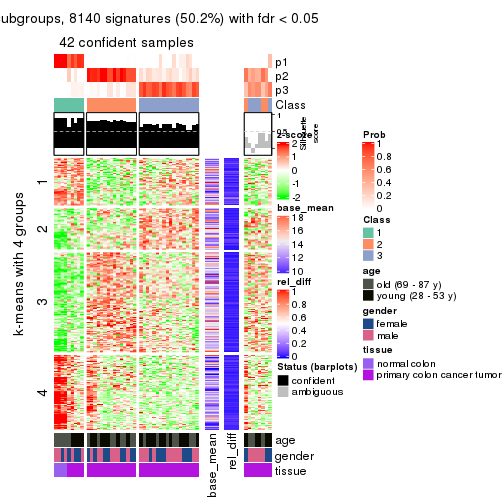 ubgroups, 8140 signatures (50.2%) with fdr < 0.05
42 confident samples
p1
p2
p3
Class
1
0.5
0
Silhouette
score
k-means with 4 groups
1
2
3
4
z-score
2
1
0
-1
-2
base_mean
18
16
14
12
10
rel_diff
1
0.8
0.6
0.4
0.2
0
Status (barplots)
confident
ambiguous
Prob
1
0.8
0.6
0.4
0.2
0
Class
1
2
3
age
old (69 - 87 y)
young (28 - 53 y)
gender
female
male
tissue
normal colon
primary colon cancer tumor
age
gender
tissue
base_mean
rel_diff